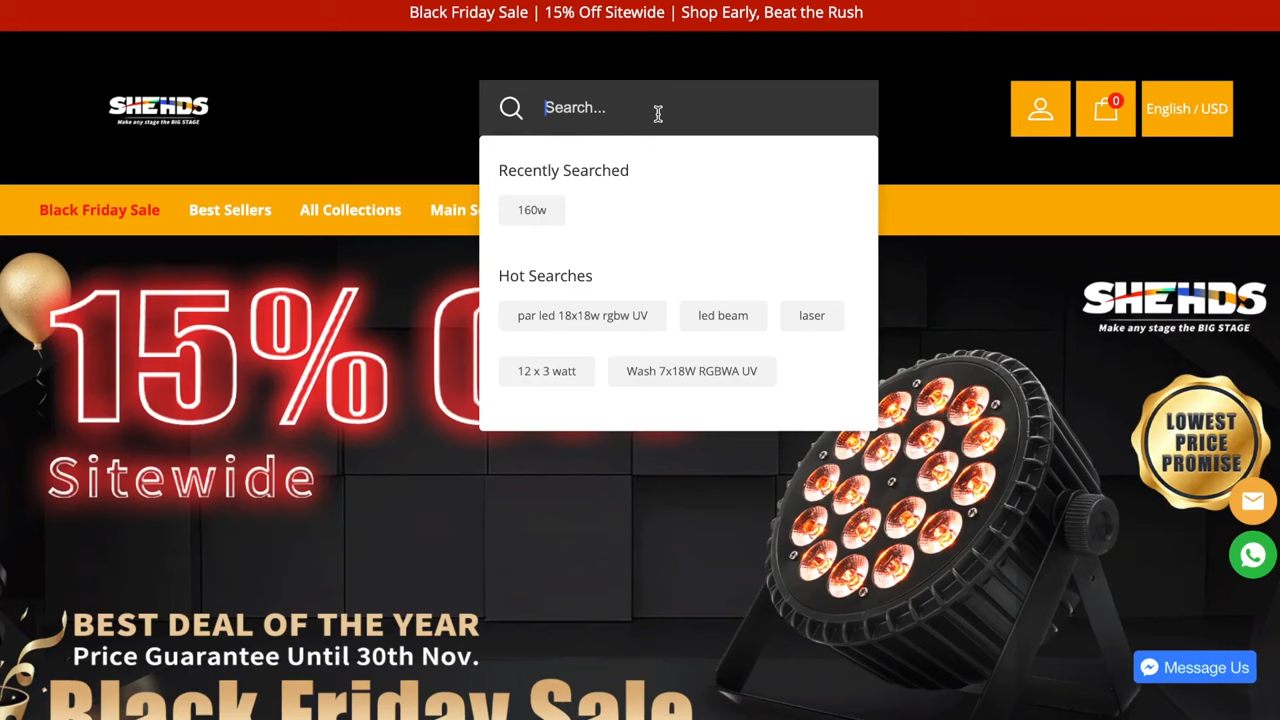 Black Friday Sale | 15% Off Sitewide | Shop Early, Beat the Rush
SHEHDS
Make any stage the BIG STAGE
Search...
0
English / USD
Black Friday Sale
Best Sellers
All Collections
Main S
Recently Searched
160w
Hot Searches
par led 18x18w rgbw UV
led beam
laser
12 x 3 watt
Wash 7x18W RGBWA UV
15% O
Sitewide
SHEHDS
Make any stage the BIG STAGE
LOWEST
PRICE
PROMISE
BEST DEAL OF THE YEAR
Price Guarantee Until 30th Nov.
Black Friday Sale
Message Us